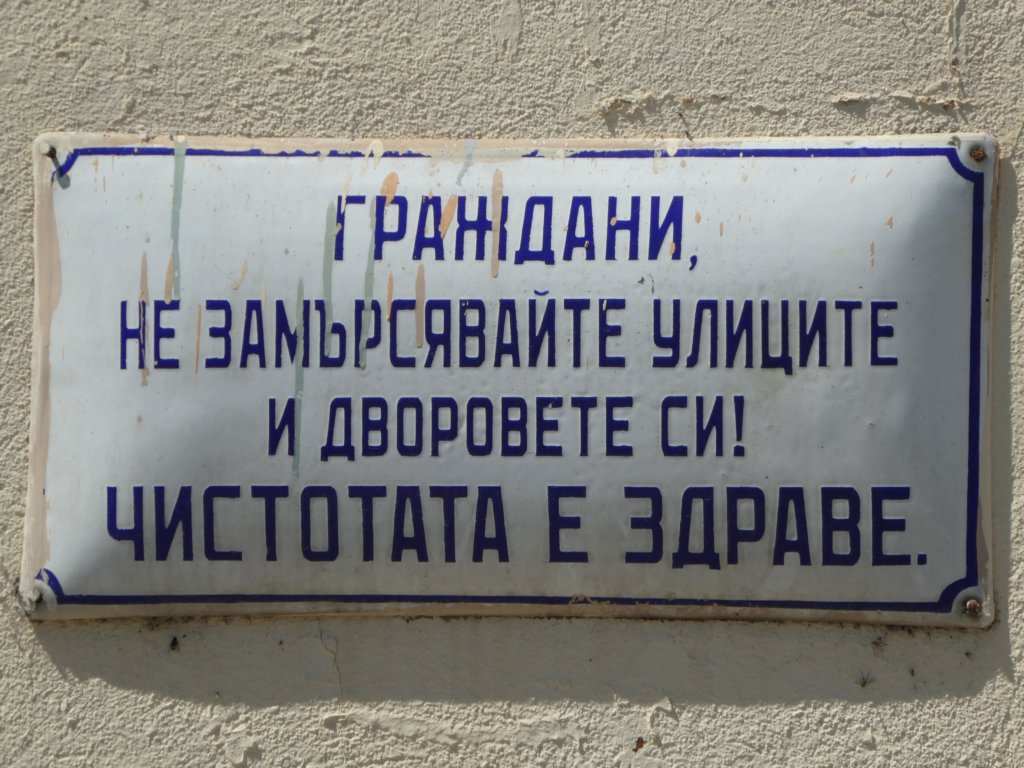 ГРАЖДАНИ,
НЕ ЗАМЪРСЯВАЙТЕ УЛИЦИТЕ
И ДВОРОВЕТЕ СИ!
ЧИСТОТАТА Е ЗДРАВЕ.